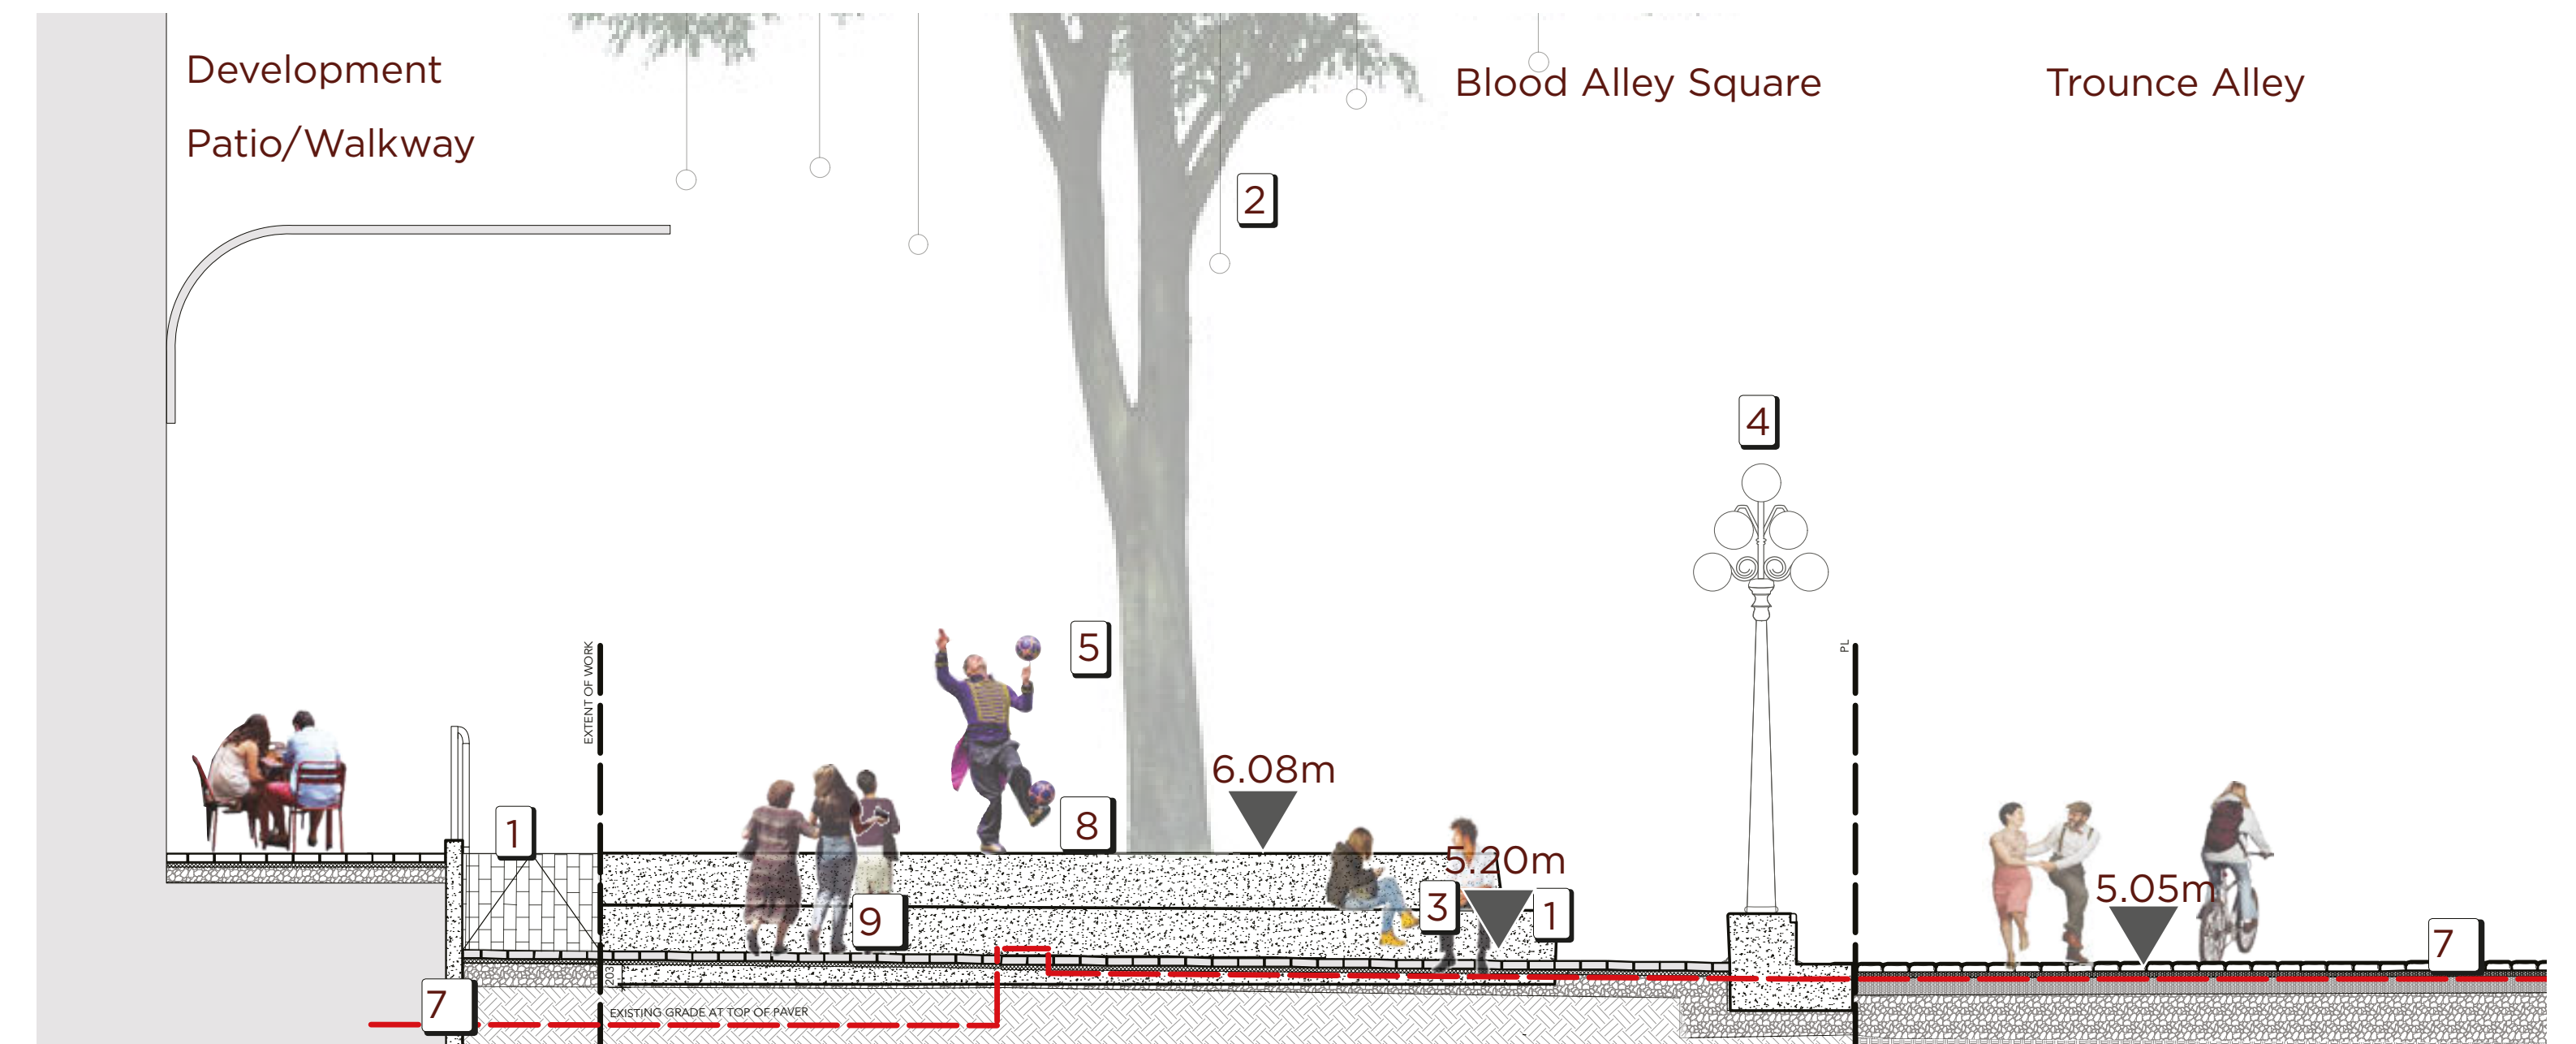 Development
Patio/Walkway
Blood Alley Square
Trounce Alley
2
4
5
EXTENT OF WORK
PL
6.08m
8
1
5.20m
3
1
9
5.05m
7
203
7
EXISTING GRADE AT TOP OF PAVER